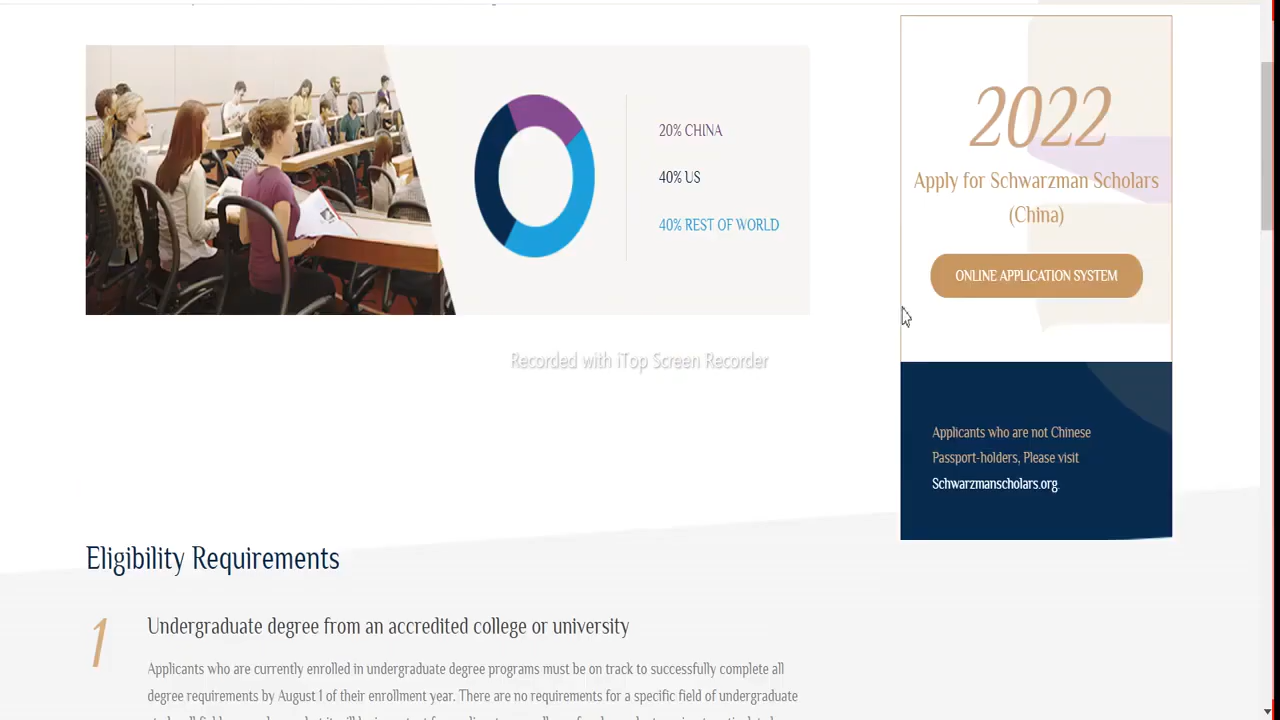 20% CHINA
40% US
40% REST OF WORLD
2022
Apply for Schwarzman Scholars
(China)
ONLINE APPLICATION SYSTEM
Recorded with iTop Screen Recorder
Applicants who are not Chinese
Passport-holders, Please visit
Schwarzmanscholars.org.
Eligibility Requirements
1
Undergraduate degree from an accredited college or university
Applicants who are currently enrolled in undergraduate degree programs must be on track to successfully complete all
degree requirements by August 1 of their enrollment year. There are no requirements for a specific field of undergraduate